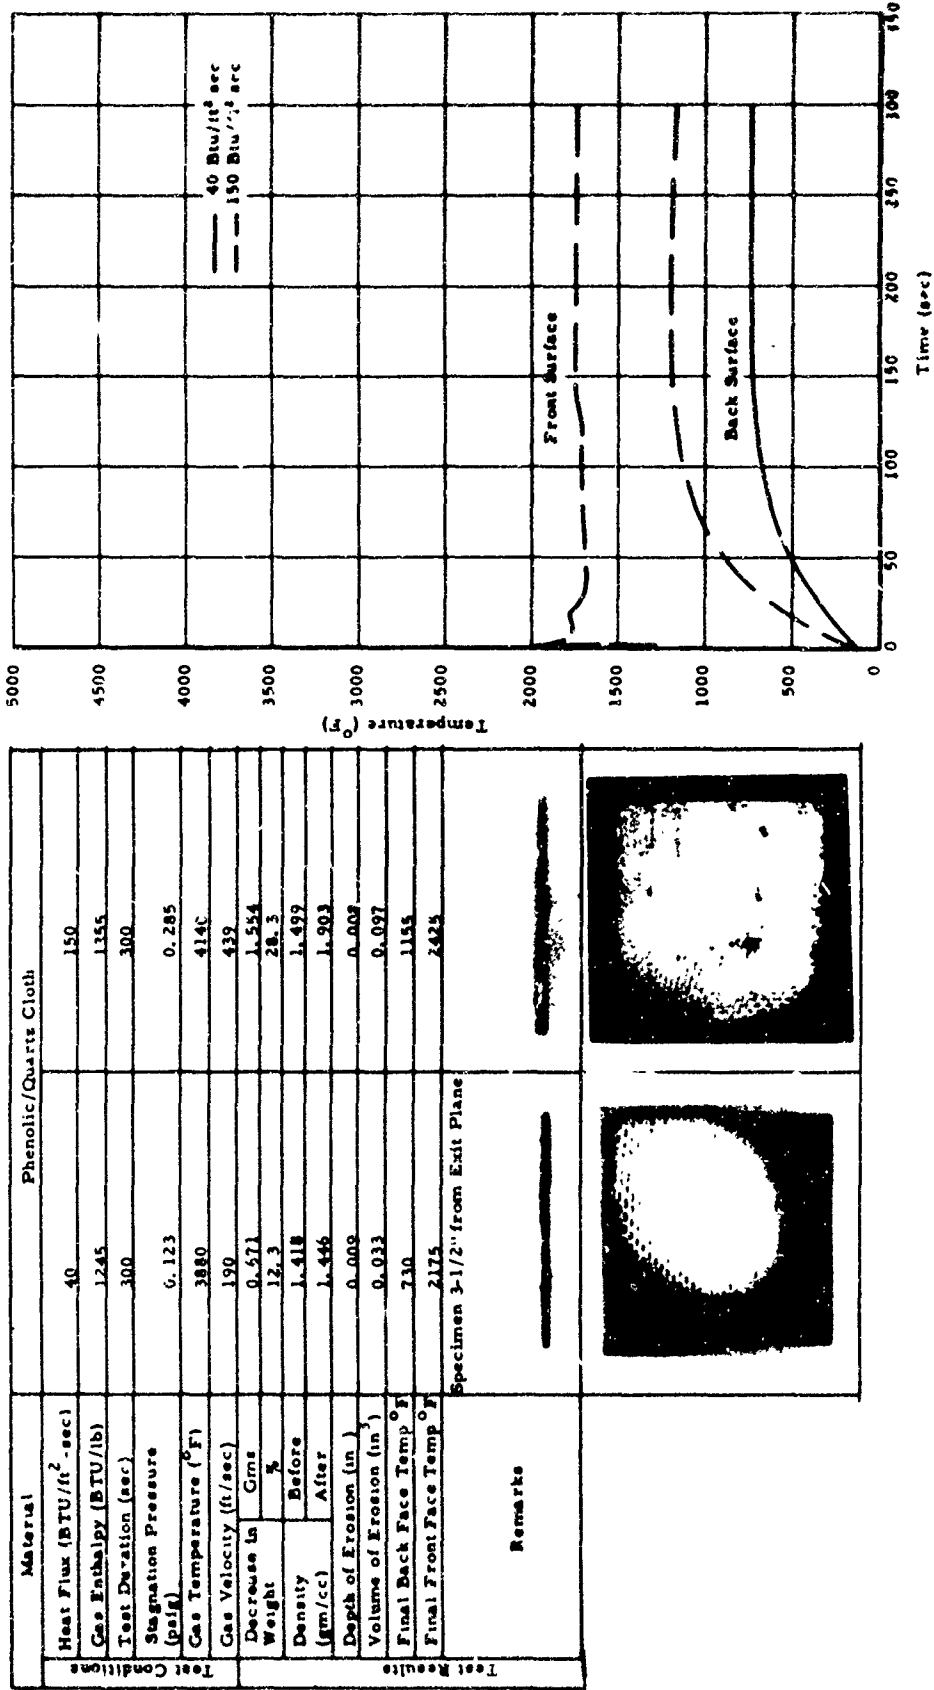 Material
Phenolic/Quartz Cloth
Test Conditions
Heat Flux (BTU/ft² -sec)
40
150
Gas Enthalpy (BTU/lb)
1245
1355
Test Duration (sec)
300
300
Stagnation Pressure
(psig)
0.123
0.285
Gas Temperature (°F)
3880
4140
Gas Velocity (ft/sec)
190
439
Test Results
Decrease in
Weight
Gms
0.671
1.554
%
12.3
28.3
Density
(gm/cc)
Before
1.418
1.499
After
1.446
1.903
Depth of Erosion (in )
0.009
Volume of Erosion (in³)
0.033
0.097
Final Back Face Temp °F
730
1155
Final Front Face Temp °F
2175
2425
Remarks
Specimen 3-1/2" from Exit Plane
Temperature (°F)
5000
4500
4000
3500
3000
2500
2000
1500
1000
500
0
40 Btu/ft² sec
150 Btu/ft² sec
Front Surface
Back Surface
0
50
100
150
200
250
300
350
Time (sec)